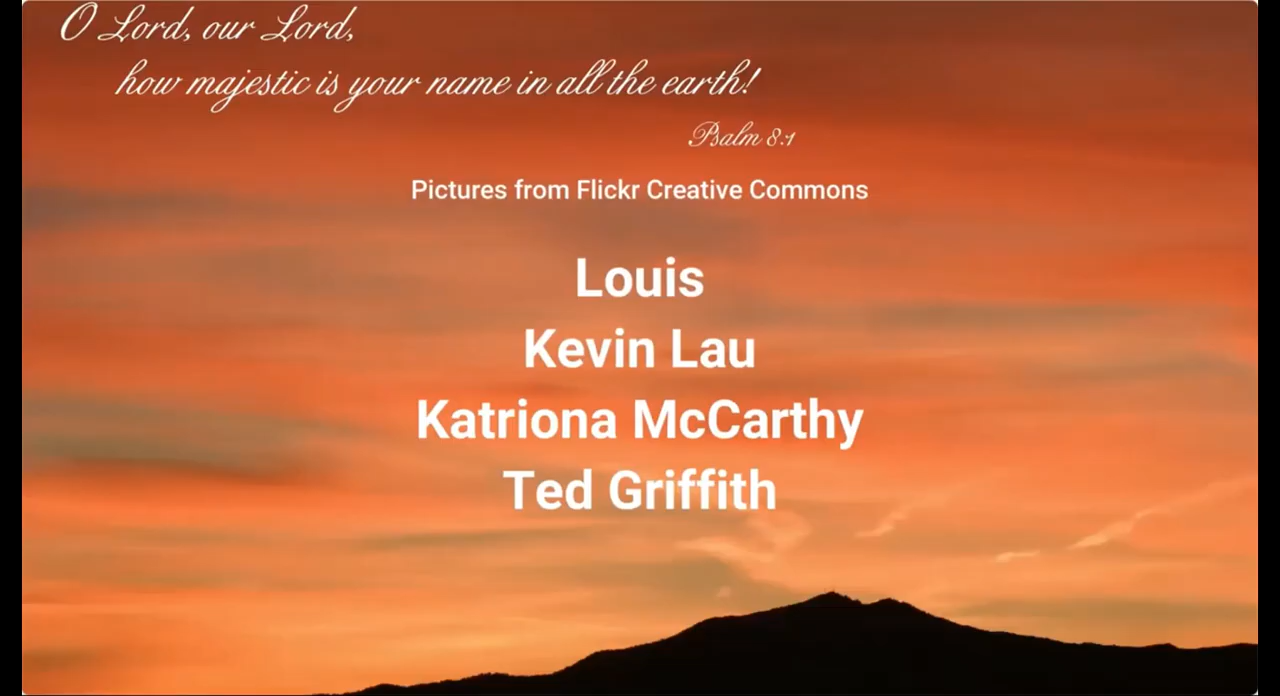 O Lord, our Lord,
how majestic is your name in all the earth!
Psalm 8:1
Pictures from Flickr Creative Commons
Louis
Kevin Lau
Katriona McCarthy
Ted Griffith